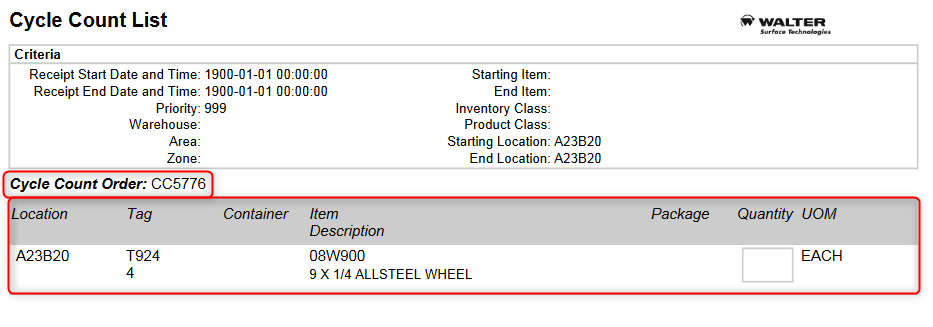 Cycle Count List
WALTER
Surface Technologies
Criteria
Receipt Start Date and Time: 1900-01-01 00:00:00 Starting Item:
Receipt End Date and Time: 1900-01-01 00:00:00 End Item:
Priority: 999 Inventory Class:
Warehouse: Product Class:
Area: Starting Location: A23B20
Zone: End Location: A23B20
Cycle Count Order: CC5776
Location Tag Container Item Package Quantity UOM
Description
A23B20 T924 08W900 EACH
4 9 X 1/4 ALLSTEEL WHEEL